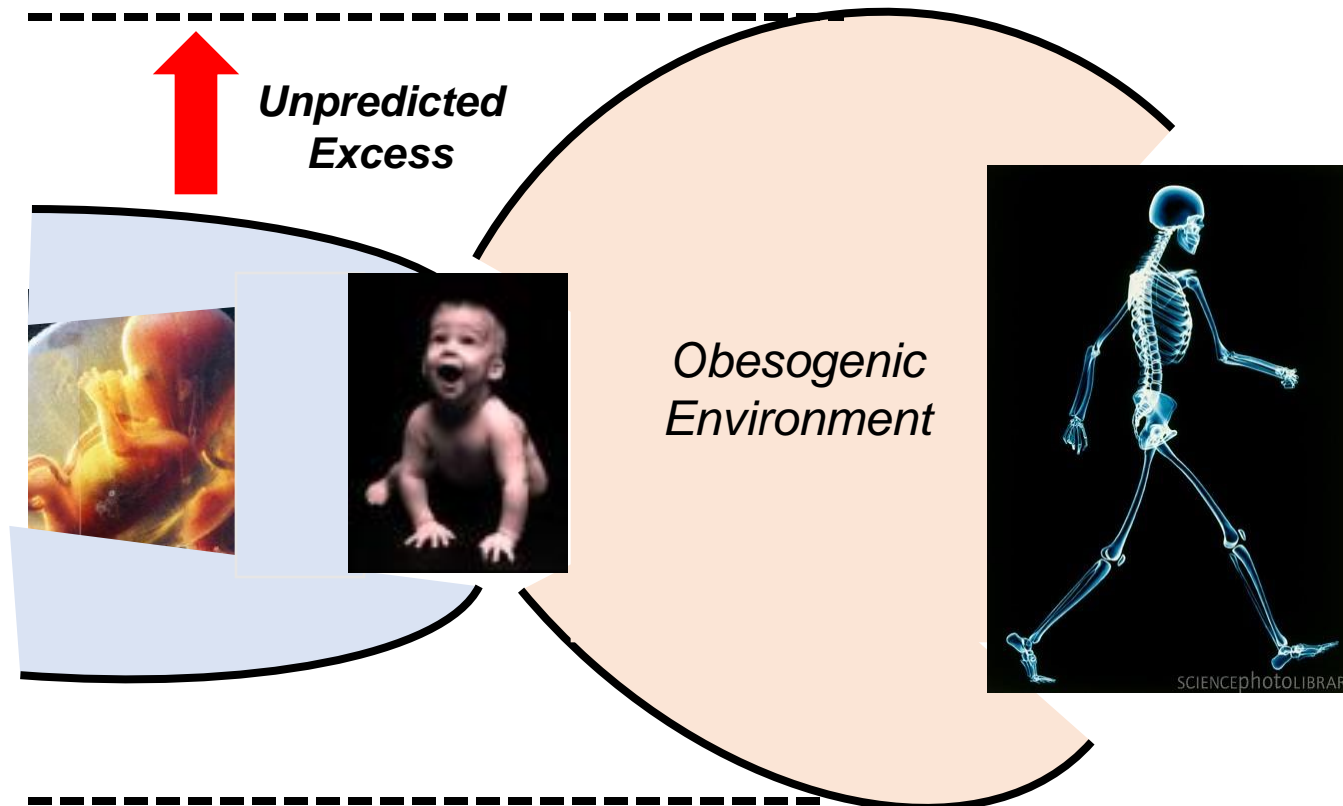 Unpredicted
Excess
Obesogenic
Environment
SCIENCEphotoLIBRAR